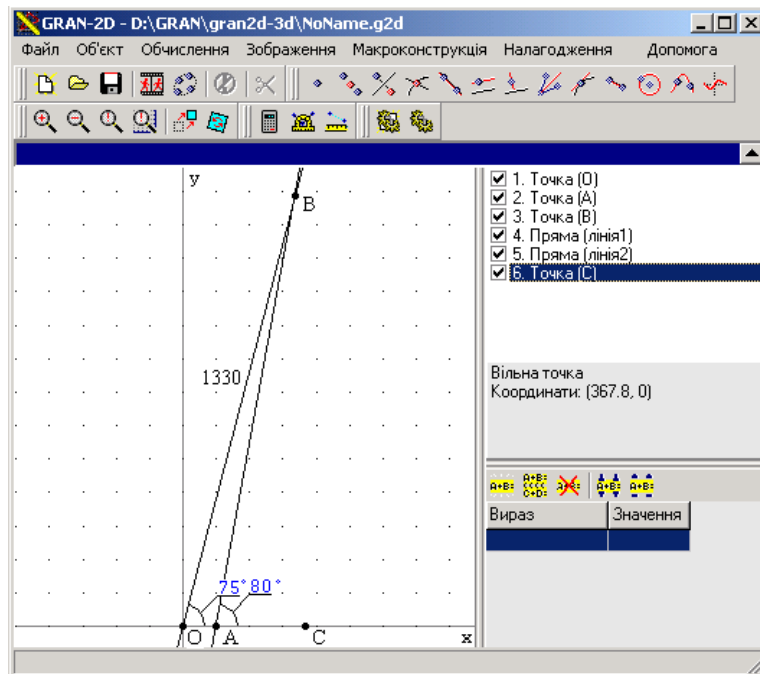 GRAN-2D - D:\GRAN\gran2d-3d\NoName.g2d
Файл Об'єкт Обчислення Зображення Макроконструкція Налагодження Допомога
y
B
1330
75° 80°
O A C x
1. Точка (O)
2. Точка (A)
3. Точка (B)
4. Пряма (лінія1)
5. Пряма (лінія2)
6. Точка (C)
Вільна точка
Координати: (367.8, 0)
A+B= A+B= A+B= A+B=
C+D=
Вираз Значення